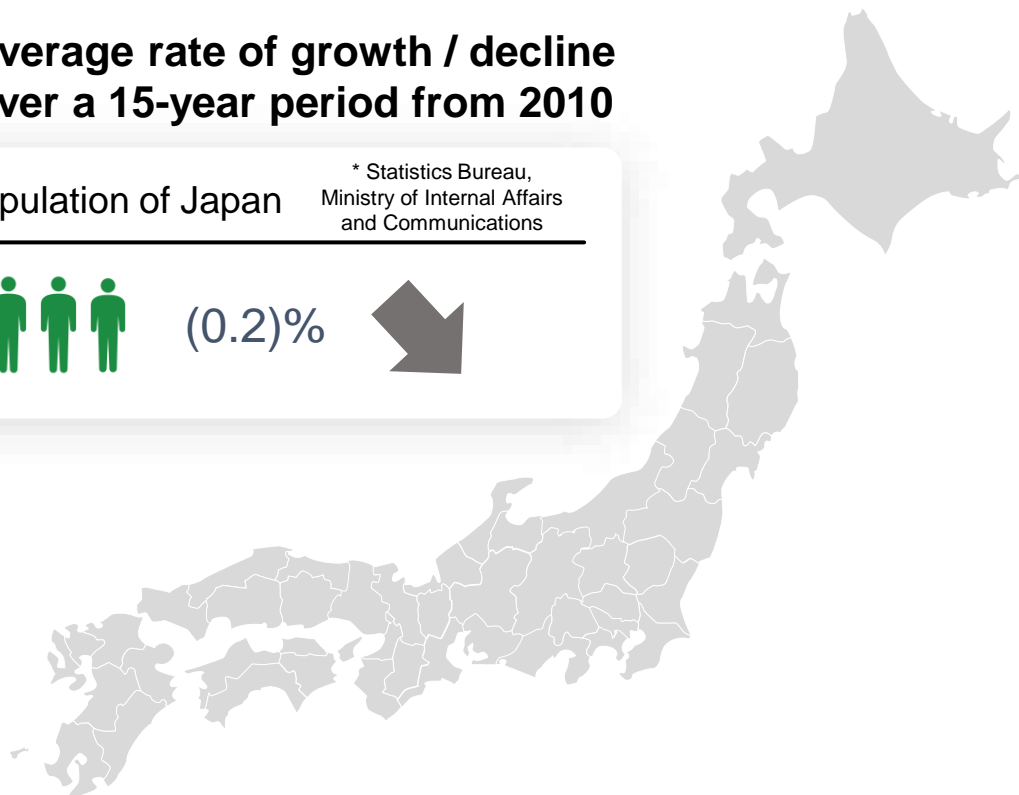 verage rate of growth / decline
ver a 15-year period from 2010
pulation of Japan
* Statistics Bureau,
Ministry of Internal Affairs
and Communications
(0.2)%